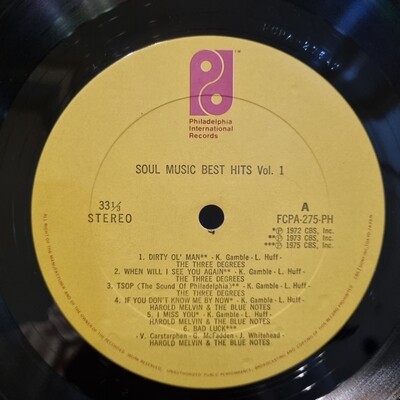 Philadelphia
International
Records
SOUL MUSIC BEST HITS Vol. 1
33⅓
STEREO
A
FCPA-275-PH
*Ⓟ 1972 CBS, Inc.
**Ⓟ 1973 CBS, Inc.
***Ⓟ 1975 CBS, Inc.
1. DIRTY OL' MAN** - K. Gamble - L. Huff -
THE THREE DEGREES
2. WHEN WILL I SEE YOU AGAIN** - K. Gamble - L. Huff -
THE THREE DEGREES
3. TSOP (The Sound Of Philadelphia)** - K. Gamble - L. Huff -
THE THREE DEGREES
4. IF YOU DON'T KNOW ME BY NOW* - K. Gamble - L. Huff -
HAROLD MELVIN & THE BLUE NOTES
5. I MISS YOU* - K. Gamble - L. Huff -
HAROLD MELVIN & THE BLUE NOTES
6. BAD LUCK***
- V. Carstarphen - G. McFadden - J. Whitehead -
HAROLD MELVIN & THE BLUE NOTES